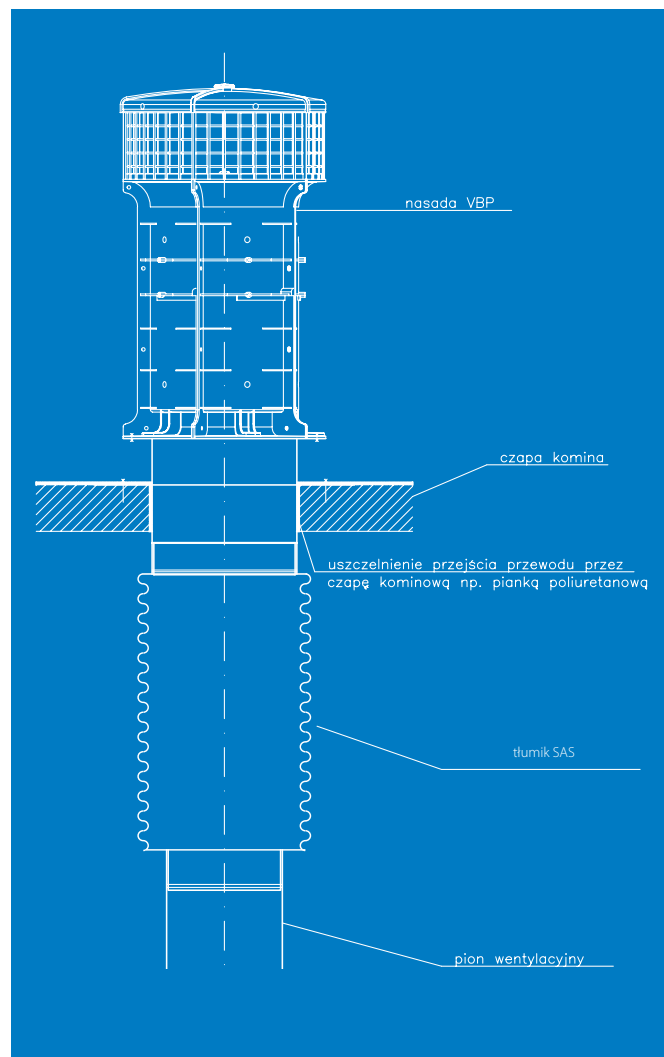 nasada VBP
czapa komina
uszczelnienie przejścia przewodu przez
czapę kominową np. pianką poliuretanową
tłumik SAS
pion wentylacyjny